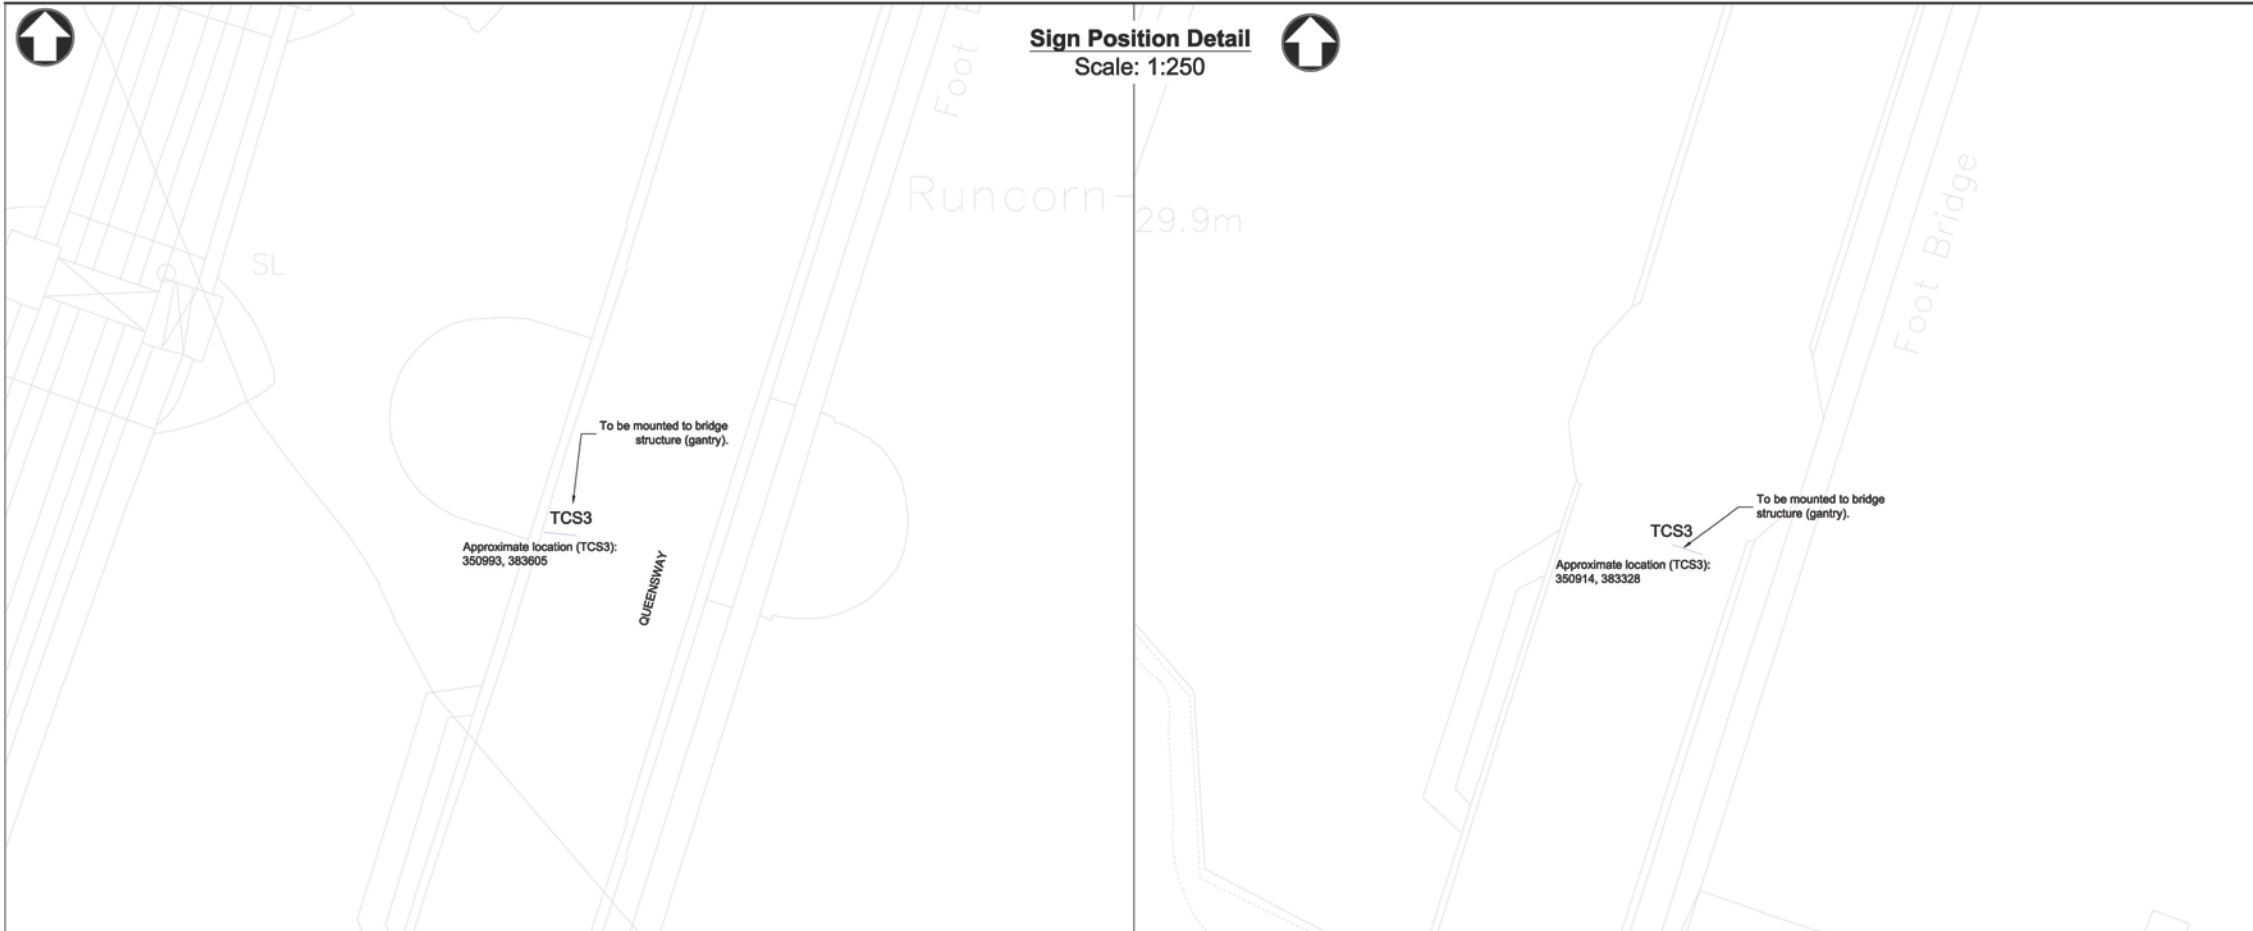 Sign Position Detail
Scale: 1:250
Foot
Runcorn-
29.9m
SL
To be mounted to bridge
structure (gantry).
TCS3
Approximate location (TCS3):
350993, 383605
QUEENSWAY
Foot Bridge
To be mounted to bridge
structure (gantry).
TCS3
Approximate location (TCS3):
350914, 383328